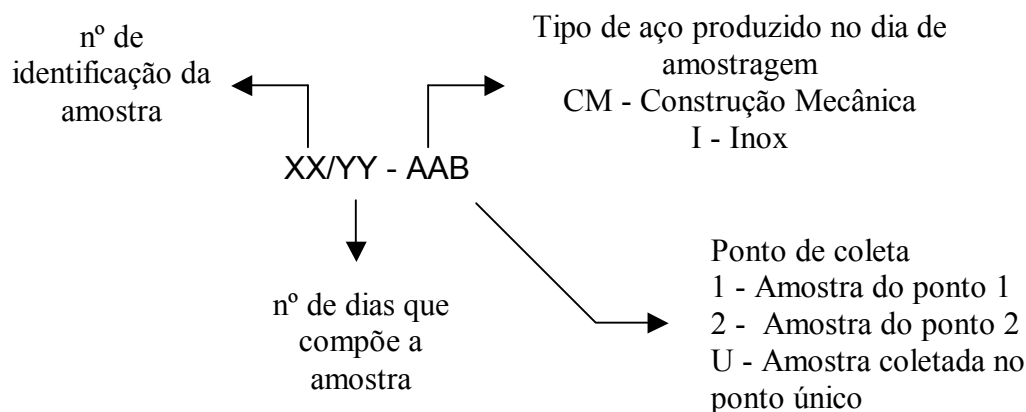 nº de
identificação da
amostra
Tipo de aço produzido no dia de
amostragem
CM - Construção Mecânica
I - Inox
XX/YY - AAB
nº de dias que
compõe a
amostra
Ponto de coleta
1 - Amostra do ponto 1
2 - Amostra do ponto 2
U - Amostra coletada no
ponto único